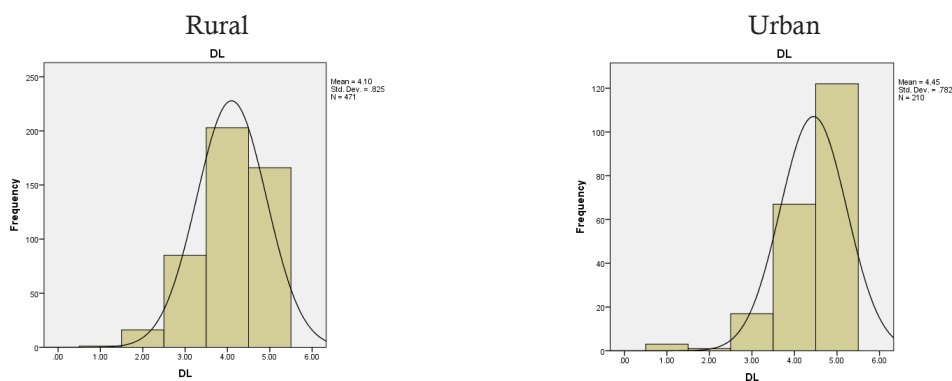 Rural
DL
250
200
150
100
50
0
Frequency
.00 1.00 2.00 3.00 4.00 5.00 6.00
DL
Mean = 4.10
Std. Dev. = .825
N = 471
Urban
DL
120
100
80
60
40
20
0
Frequency
.00 1.00 2.00 3.00 4.00 5.00 6.00
DL
Mean = 4.45
Std. Dev. = .782
N = 210